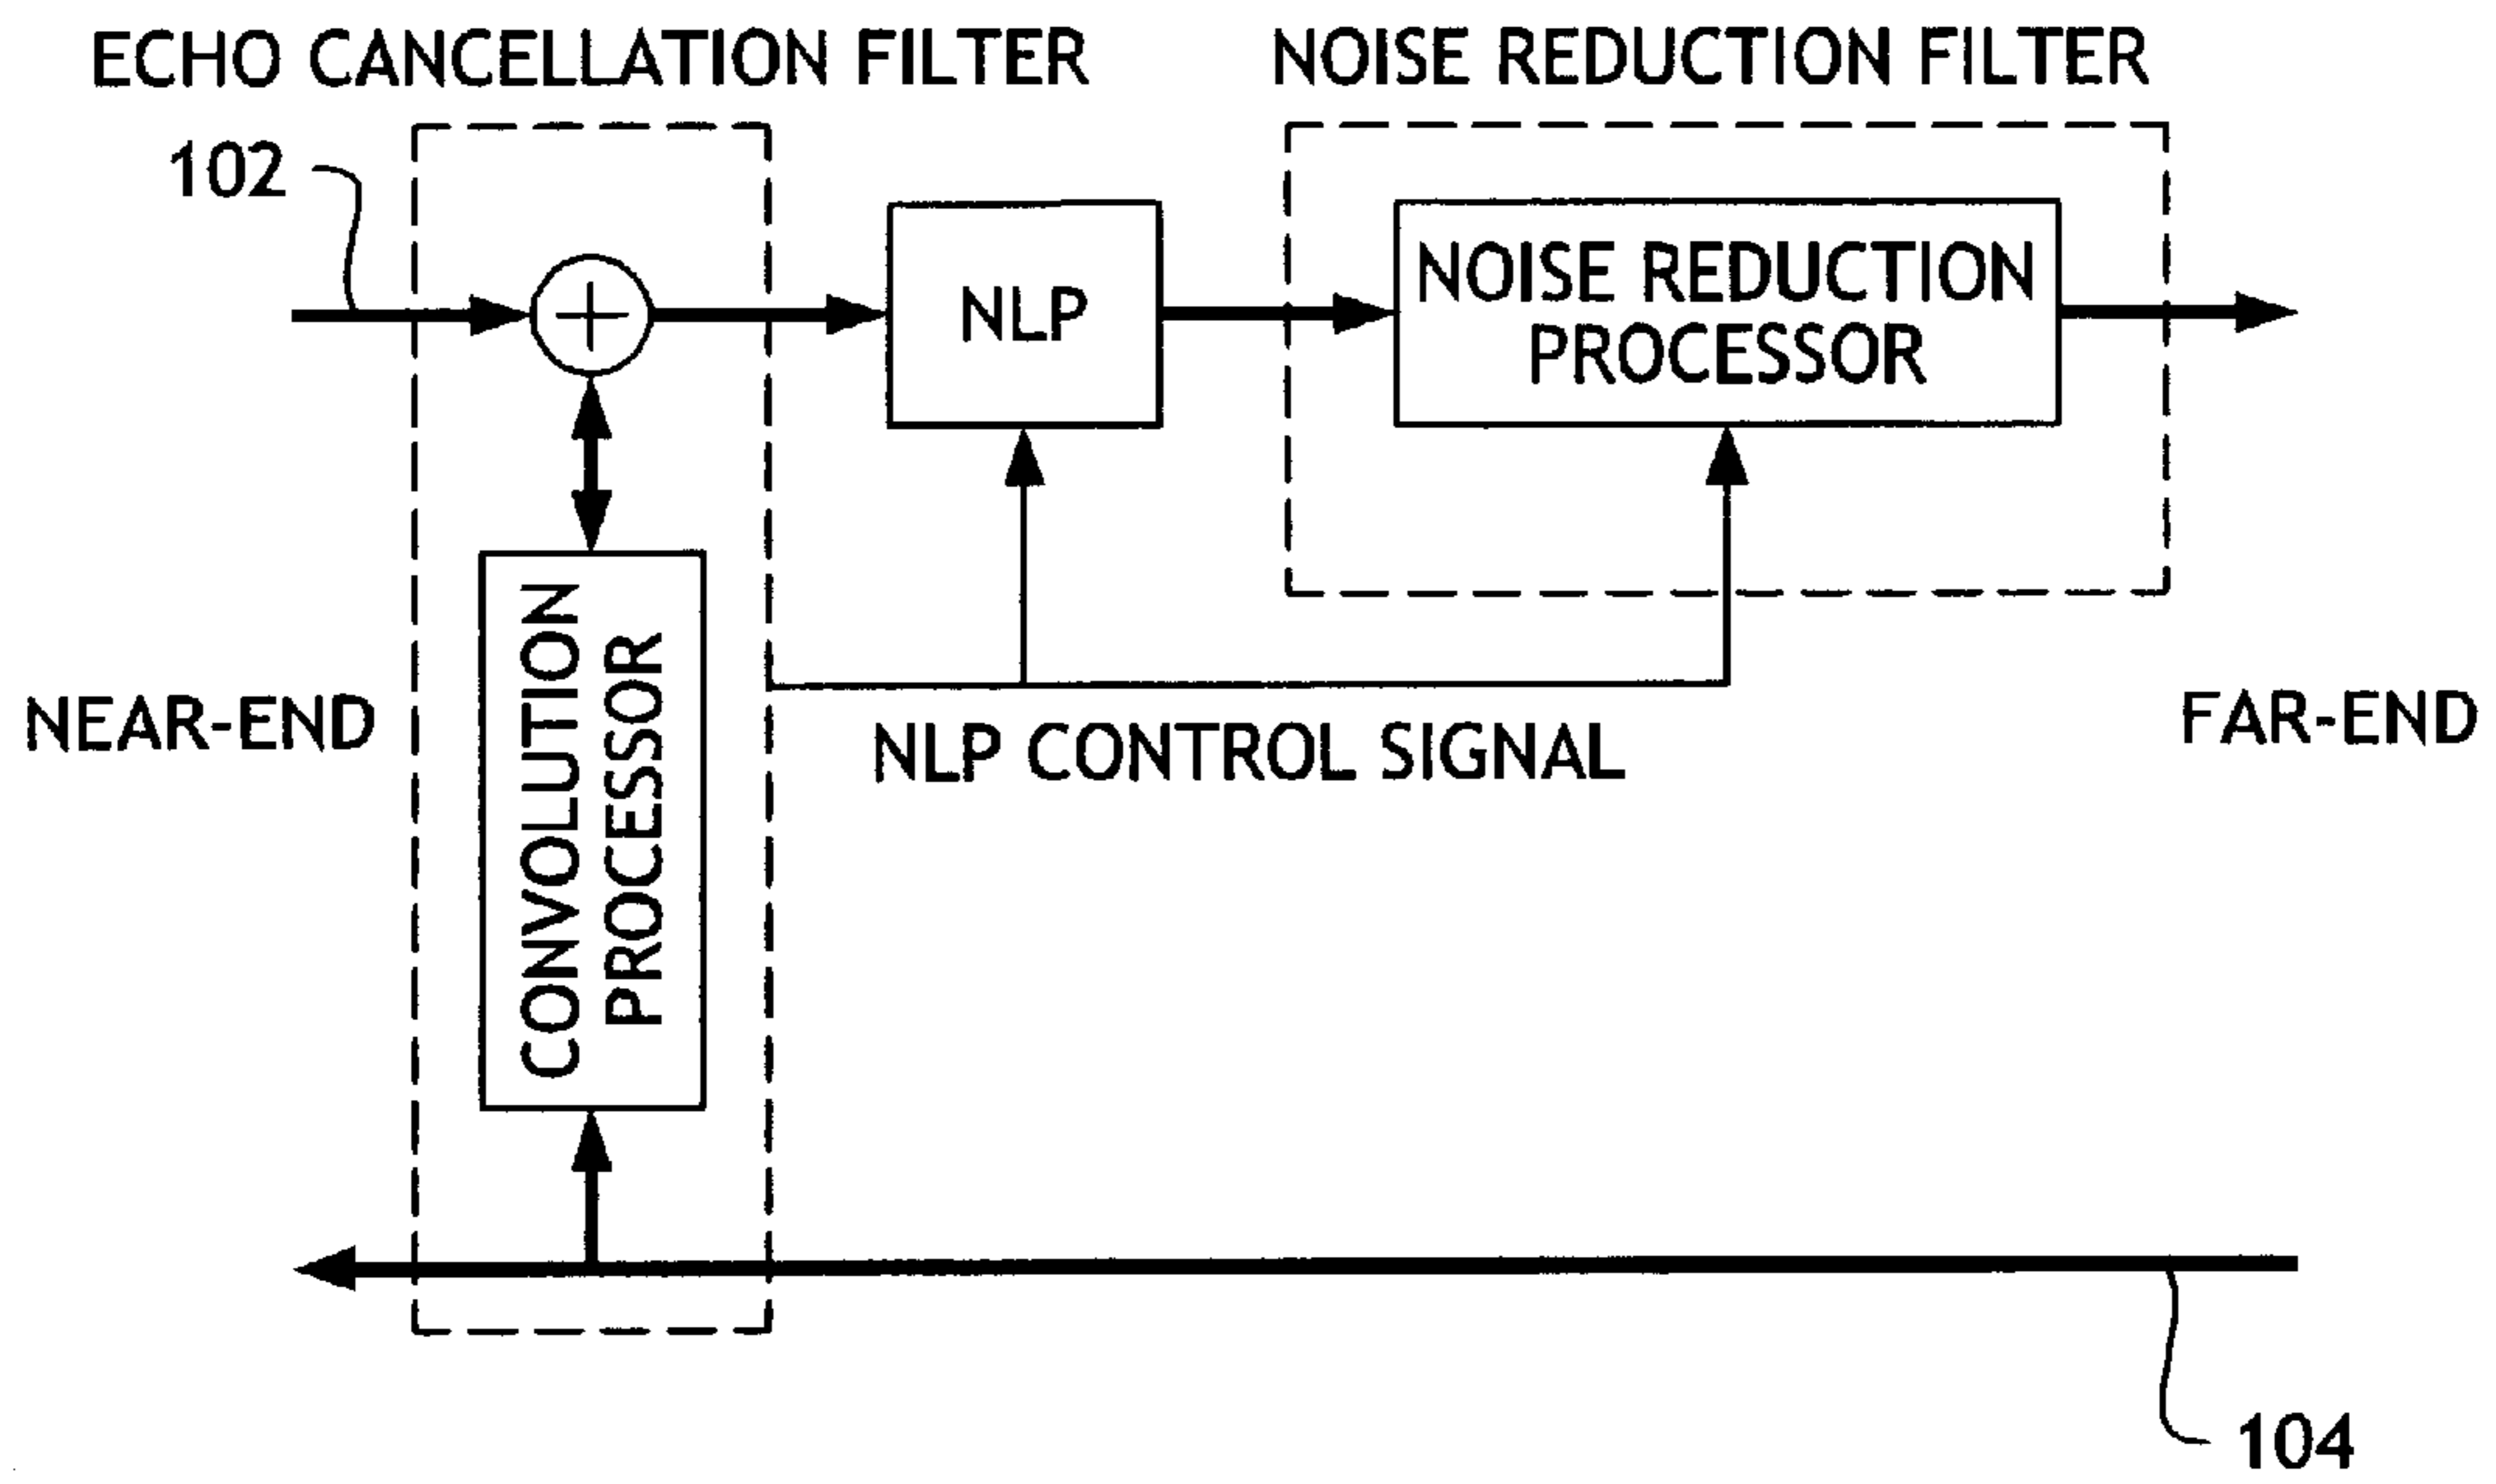 ECHO CANCELLATION FILTER
NOISE REDUCTION FILTER
102
NLP
NOISE REDUCTION
PROCESSOR
CONVOLUTION
PROCESSOR
NEAR-END
FAR-END
NLP CONTROL SIGNAL
104